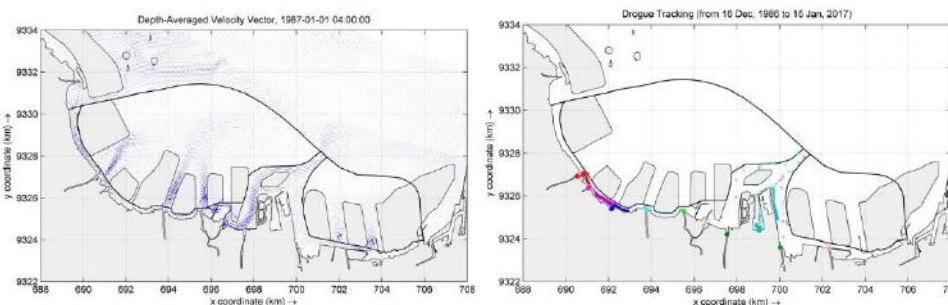 Depth-Averaged Velocity Vector, 1987-01-01 04:00:00
9334
9332
9330
9328
9326
9324
9322
y coordinate (km) →
688 690 692 694 696 698 700 702 704 706 708
x coordinate (km) →
Drogue Tracking (from 16 Dec, 1986 to 15 Jan, 2017)
9334
9332
9330
9328
9326
9324
9322
y coordinate (km) →
688 690 692 694 696 698 700 702 704 706 708
x coordinate (km) →